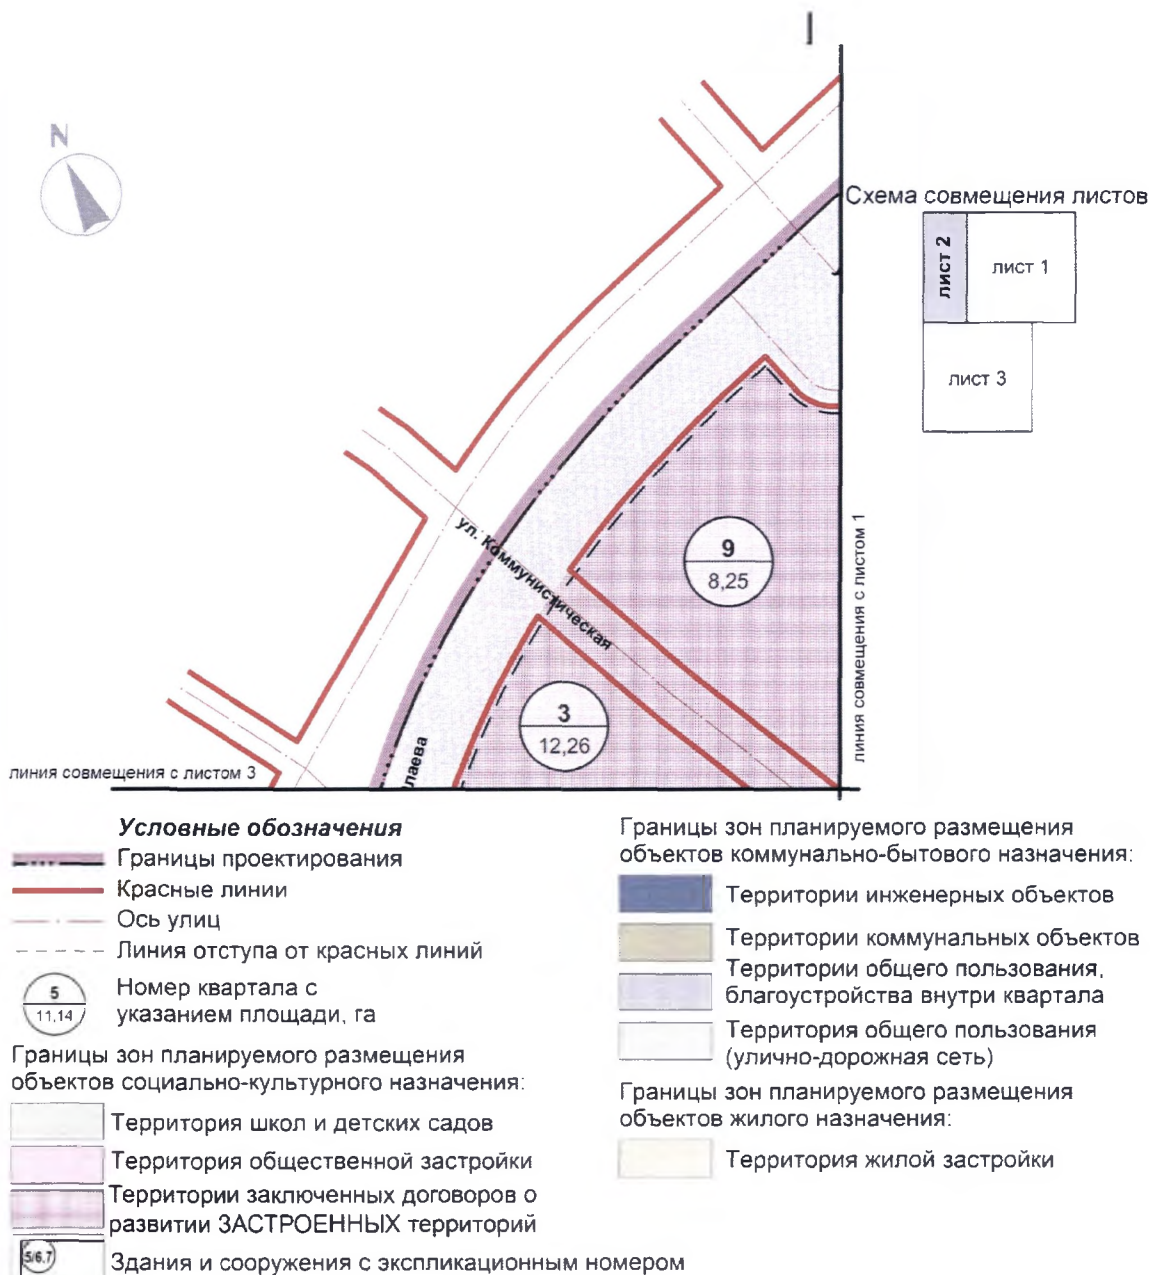 N
Схема совмещения листов
лист 2
лист 1
лист 3
ул. Коммунистическая
9
8,25
3
12,26
линия совмещения с листом 1
линия совмещения с листом 3
Условные обозначения
Границы проектирования
Красные линии
Ось улиц
Линия отступа от красных линий
5
11,14
Номер квартала с
указанием площади, га
Границы зон планируемого размещения
объектов социально-культурного назначения:
Территория школ и детских садов
Территория общественной застройки
Территории заключенных договоров о
развитии ЗАСТРОЕННЫХ территорий
5/6,7
Здания и сооружения с экспликационным номером
Границы зон планируемого размещения
объектов коммунально-бытового назначения:
Территории инженерных объектов
Территории коммунальных объектов
Территории общего пользования,
благоустройства внутри квартала
Территория общего пользования
(улично-дорожная сеть)
Границы зон планируемого размещения
объектов жилого назначения:
Территория жилой застройки